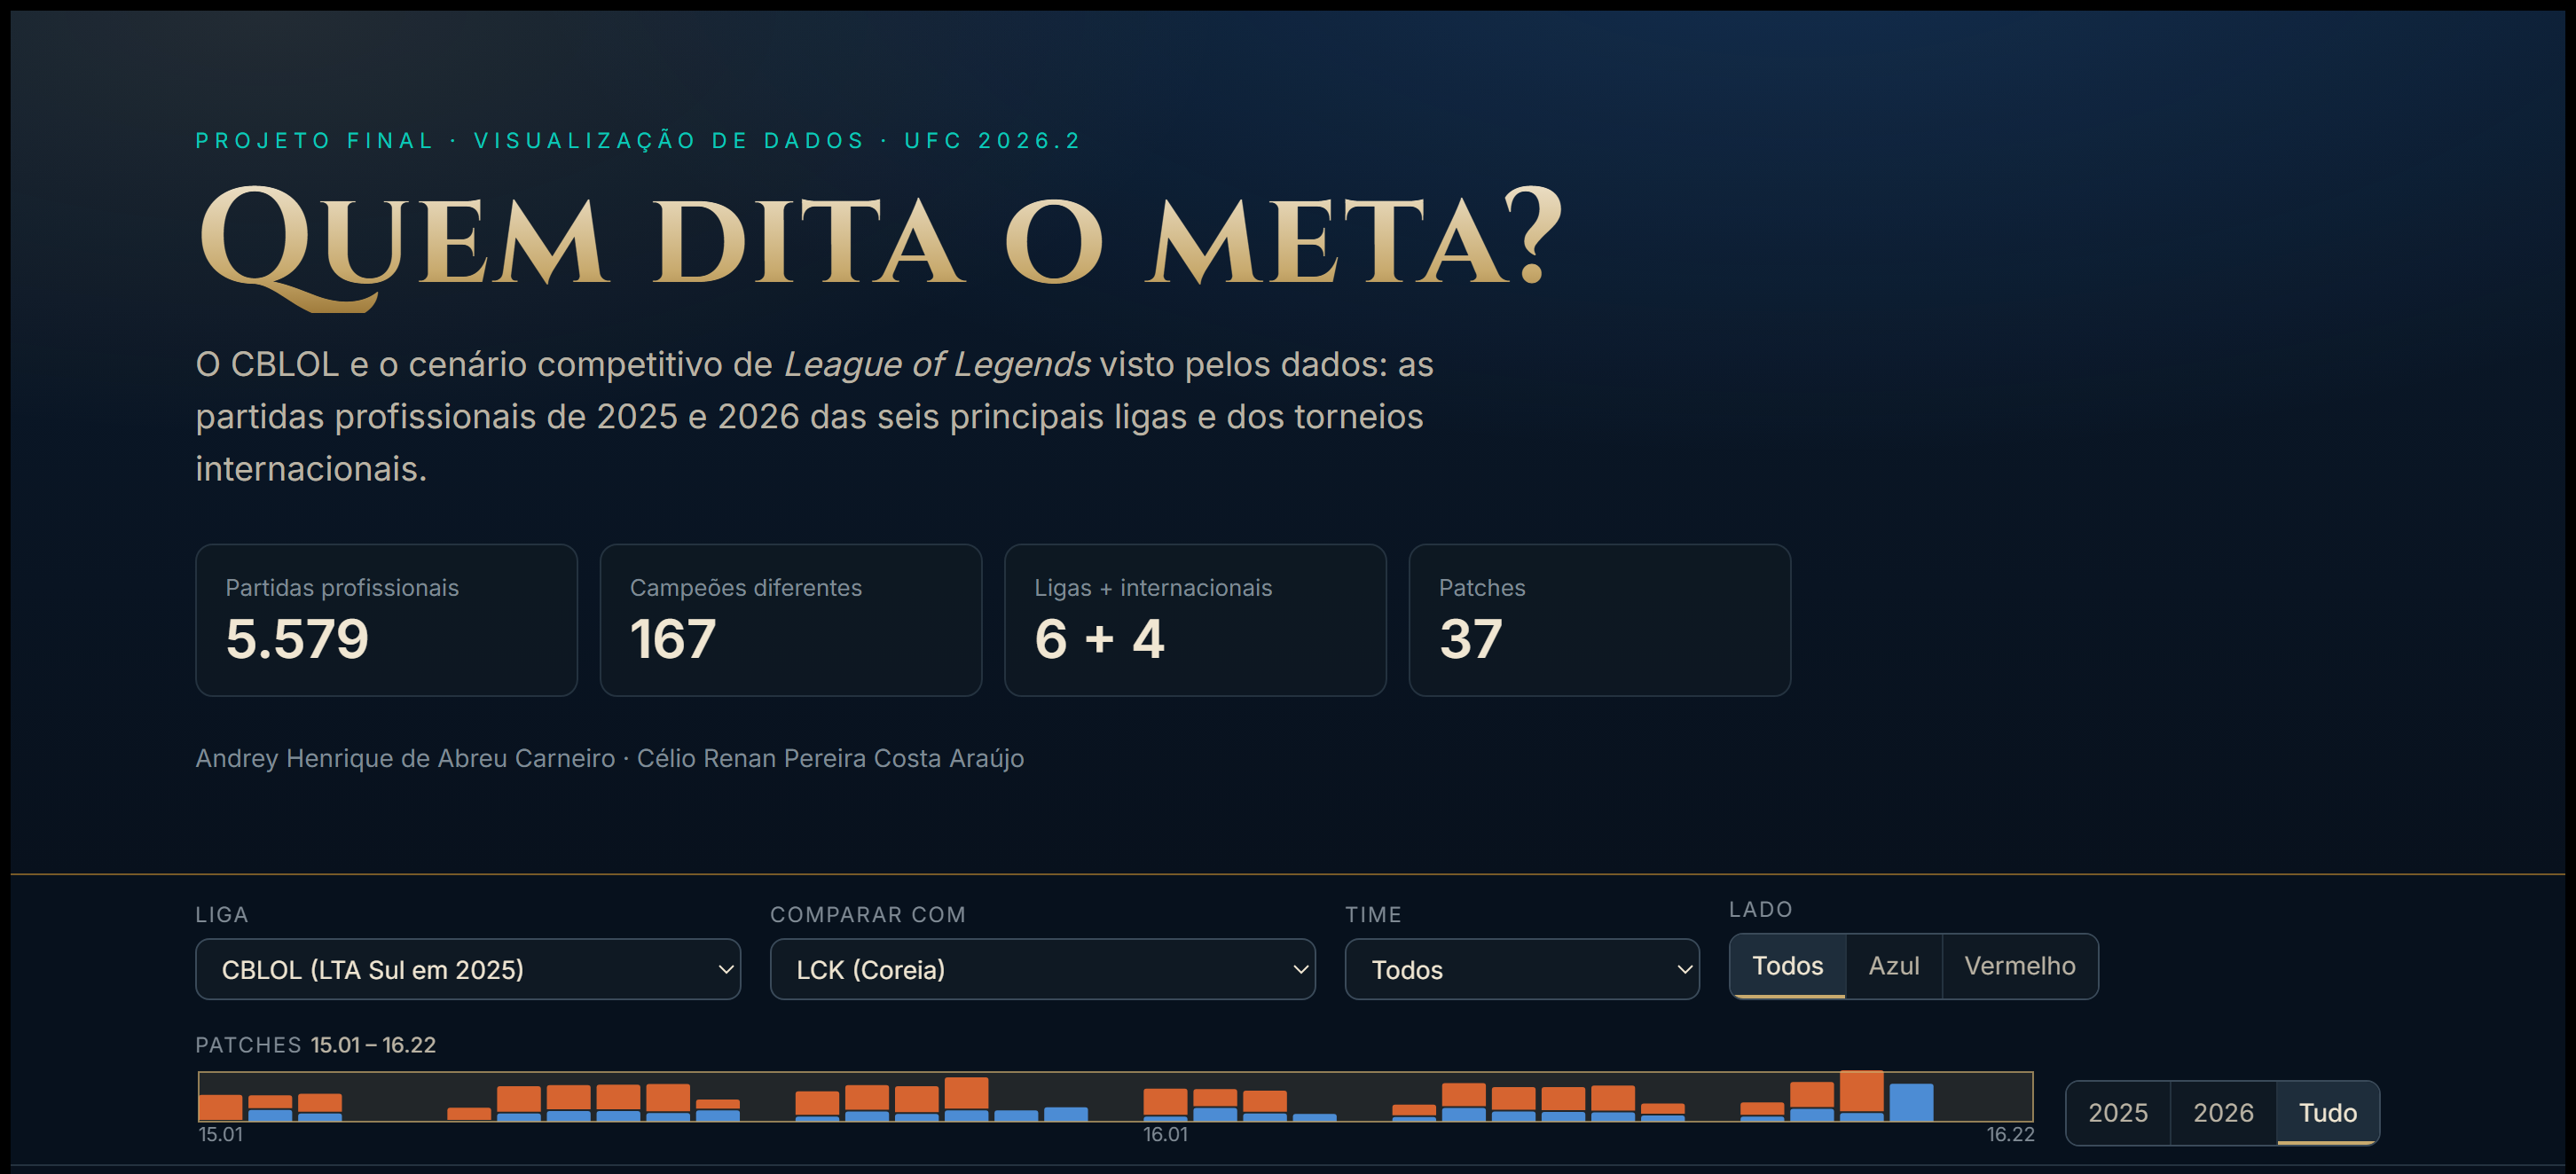 PROJETO FINAL · VISUALIZAÇÃO DE DADOS · UFC 2026.2
Quem dita o meta?
O CBLOL e o cenário competitivo de League of Legends visto pelos dados: as
partidas profissionais de 2025 e 2026 das seis principais ligas e dos torneios
internacionais.
Partidas profissionais
5.579
Campeões diferentes
167
Ligas + internacionais
6 + 4
Patches
37
Andrey Henrique de Abreu Carneiro · Célio Renan Pereira Costa Araújo
LIGA
CBLOL (LTA Sul em 2025)
COMPARAR COM
LCK (Coreia)
TIME
Todos
LADO
Todos Azul Vermelho
PATCHES 15.01 – 16.22
15.01 16.01 16.22
2025 2026 Tudo